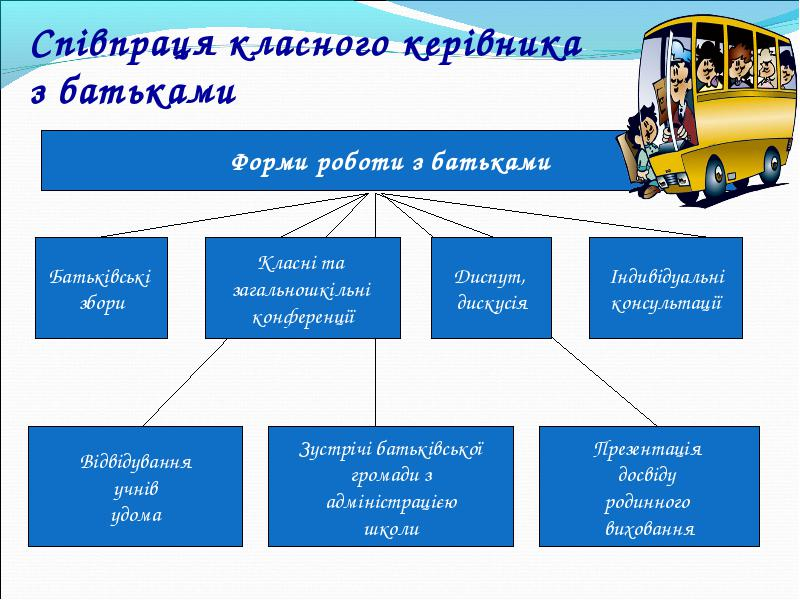 Співпраця класного керівника
з батьками
Форми роботи з батьками
Батьківські
збори
Класні та
загальношкільні
конференції
Диспут,
дискусія
Індивідуальні
консультації
Відвідування
учнів
удома
Зустрічі батьківської
громади з
адміністрацією
школи
Презентація
досвіду
родинного
виховання